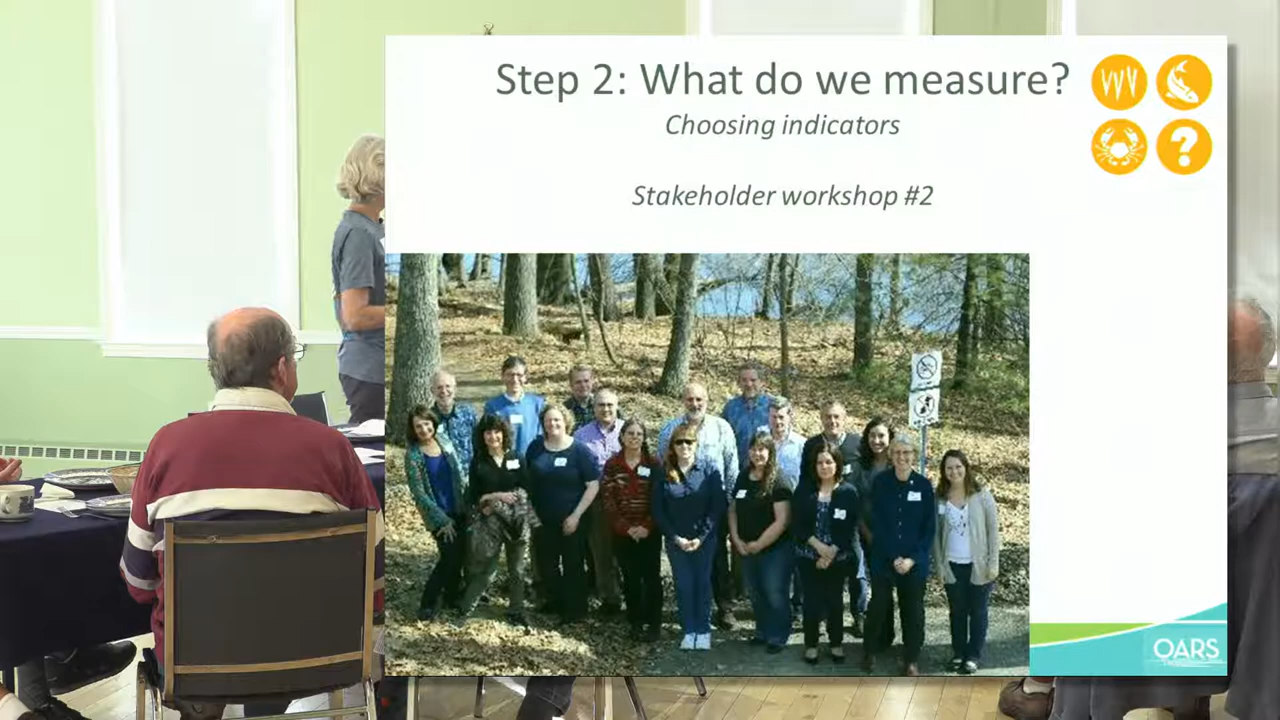 Step 2: What do we measure?
Choosing indicators
Stakeholder workshop #2
?
OARS